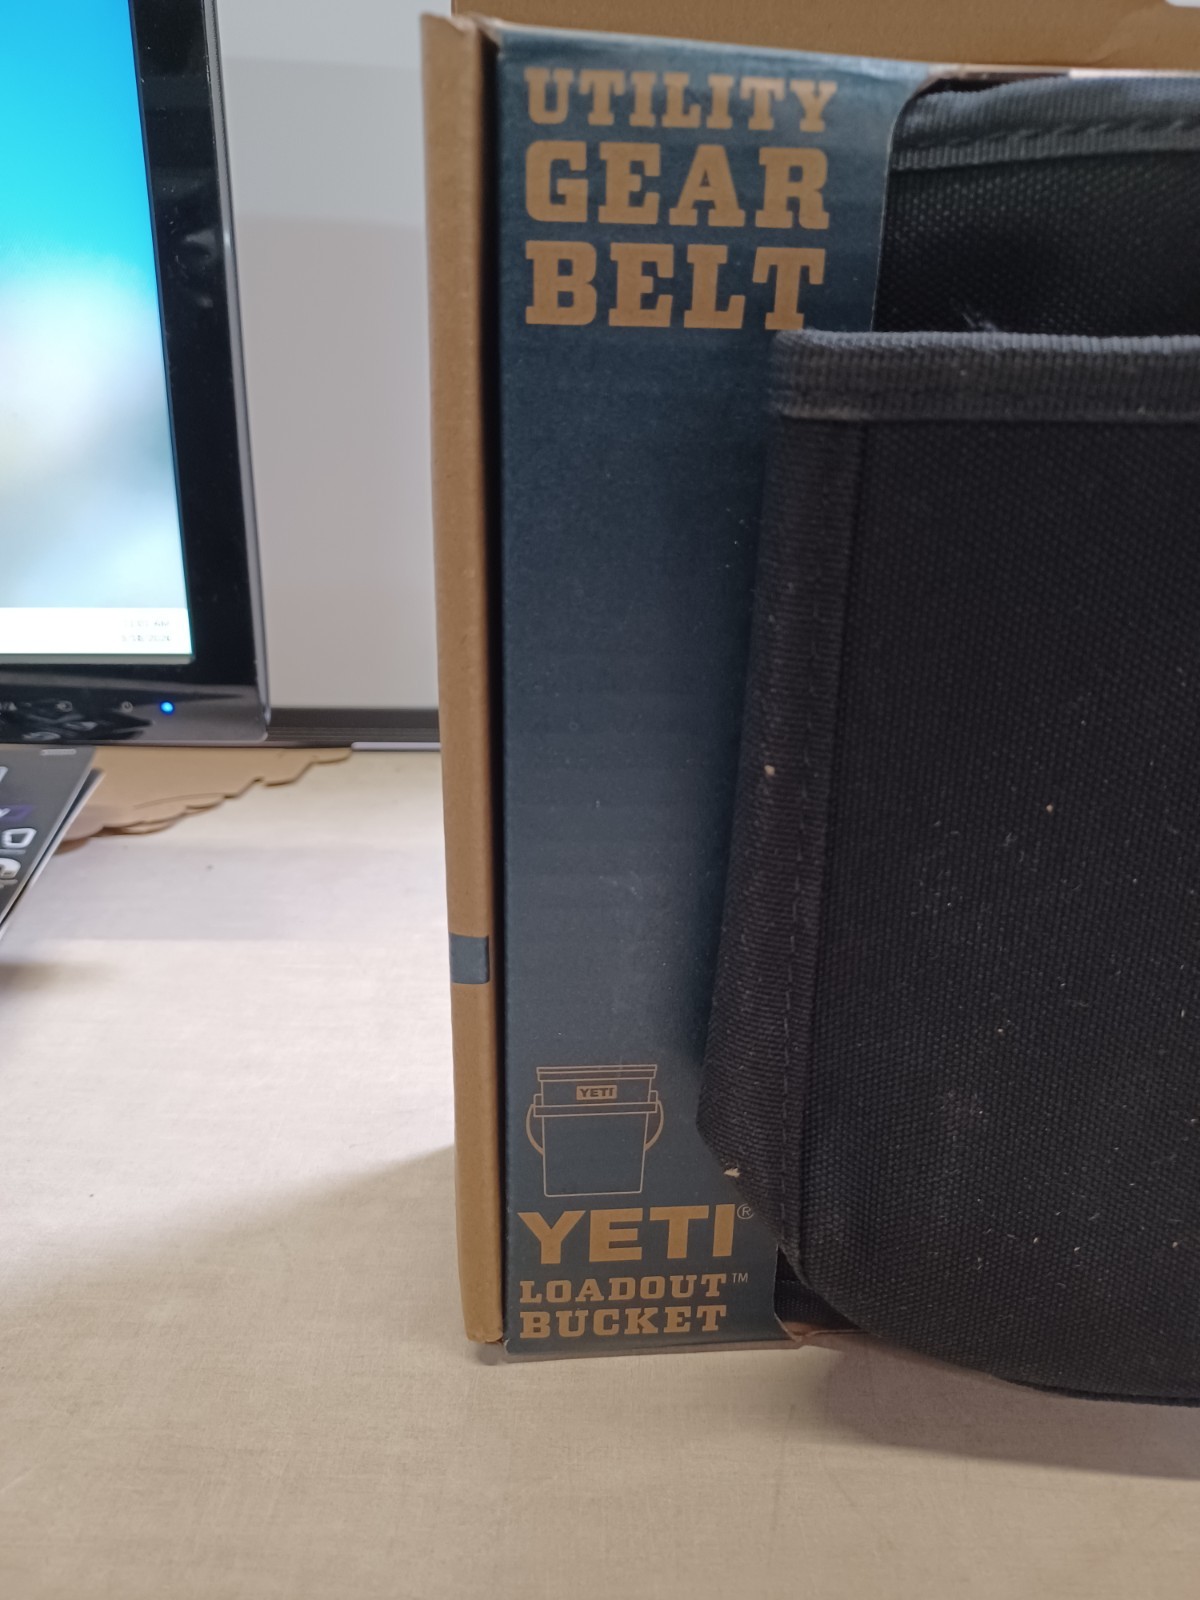 UTILITY
GEAR
BELT
YETI
YETI®
LOADOUT™
BUCKET